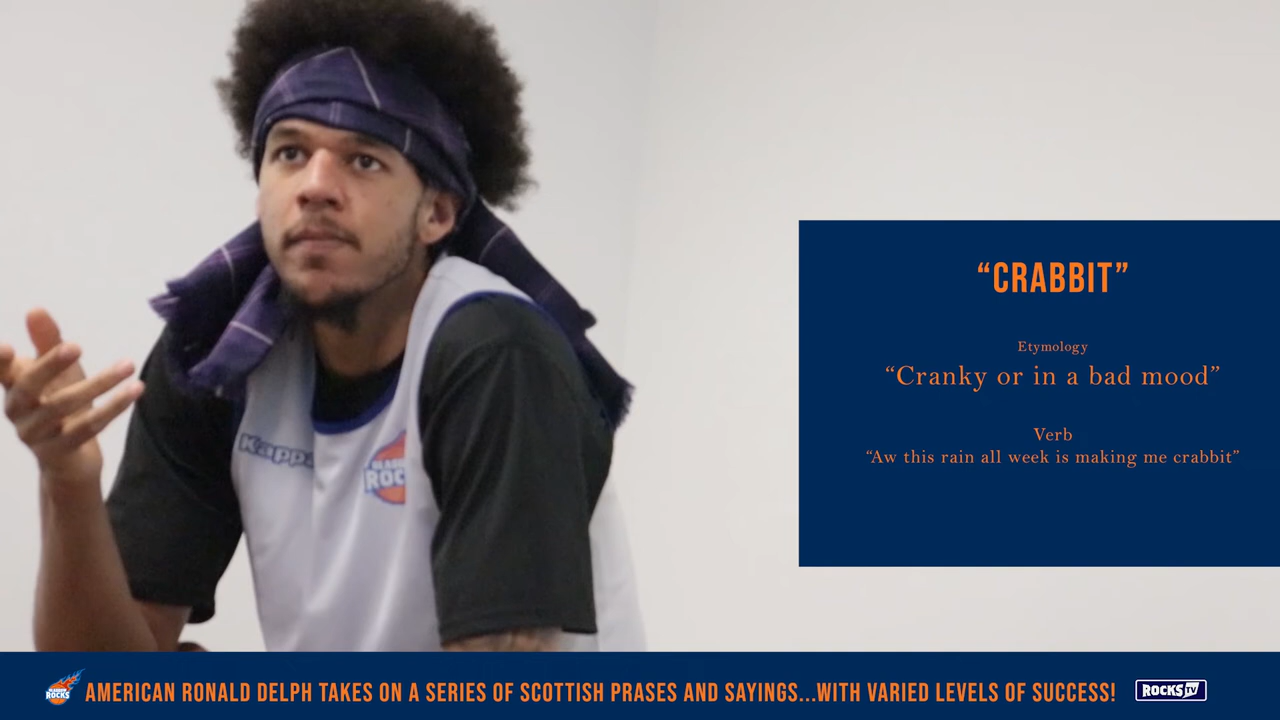 “CRABBIT”
Etymology
“Cranky or in a bad mood”
Verb
“Aw this rain all week is making me crabbit”
Kappa
ROC
AMERICAN RONALD DELPH TAKES ON A SERIES OF SCOTTISH PRASES AND SAYINGS...WITH VARIED LEVELS OF SUCCESS!
ROCKS
ROCKS TV